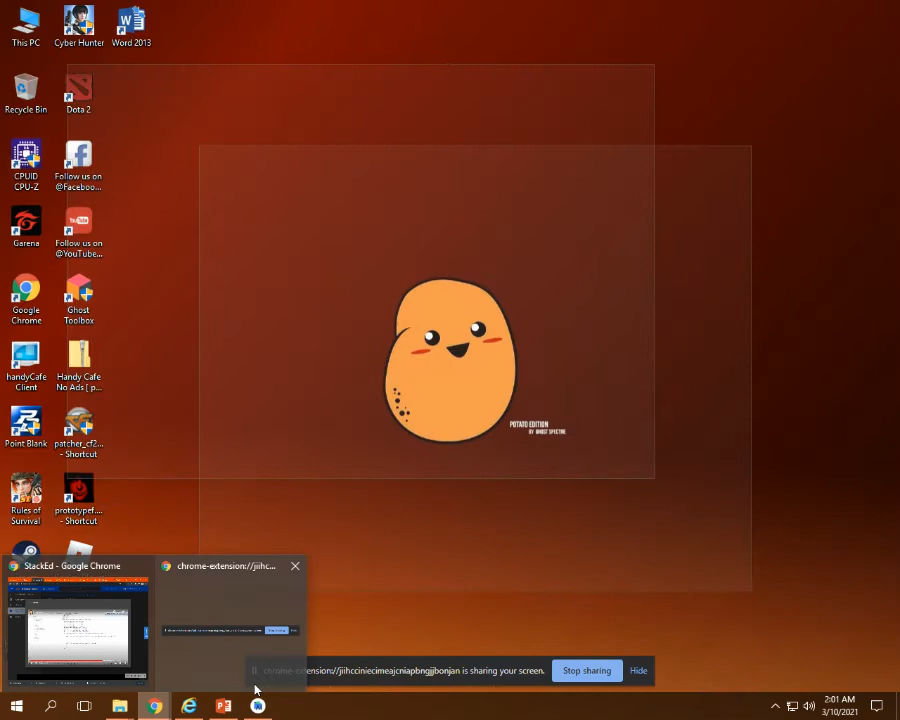 This PC
Cyber Hunter
Word 2013
Recycle Bin
Dota 2
CPUID
CPU-Z
Follow us on
@Faceboo...
Garena
Follow us on
@YouTube...
Google
Chrome
Ghost
Toolbox
handyCafe
Client
Handy Cafe
No Ads [ p...
Point Blank
patcher_cf2...
- Shortcut
Rules of
Survival
prototypef....
- Shortcut
POTATO EDITION
BY GHOST SPECTRE
StackEd - Google Chrome
chrome-extension://jiihc...
chrome-extension://jiihcciniecimeajcniapbngjjbonjan is sharing your screen.
Stop sharing
Hide
2:01 AM
3/10/2021